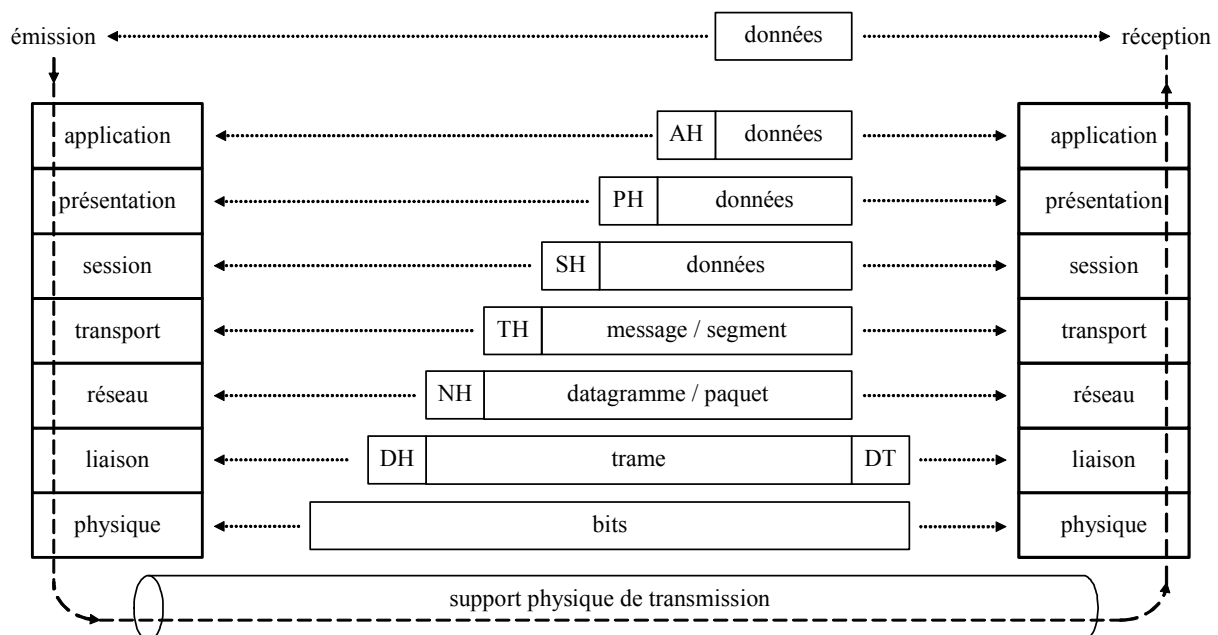 données
émission
réception
application
AH
données
application
présentation
PH
données
présentation
session
SH
données
session
transport
TH
message / segment
transport
réseau
NH
datagramme / paquet
réseau
liaison
DH
trame
DT
liaison
physique
bits
physique
support physique de transmission